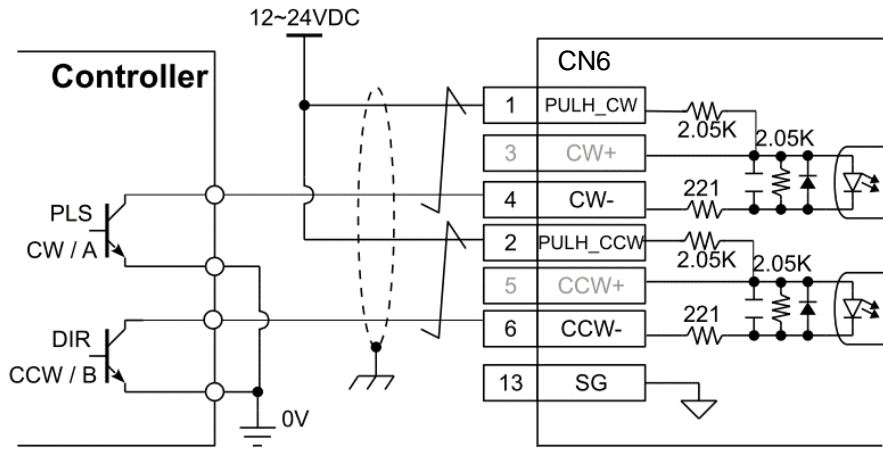 12~24VDC
Controller
CN6
1 PULH_CW
2.05K
2.05K
3 CW+
4 CW-
221
PLS
CW / A
2 PULH_CCW
2.05K
2.05K
5 CCW+
6 CCW-
221
DIR
CCW / B
13 SG
0V